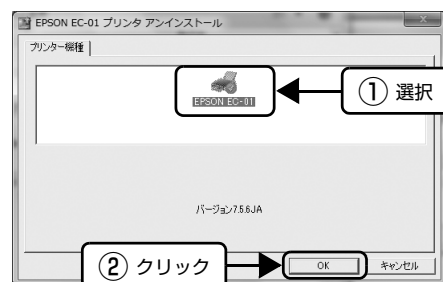 EPSON EC-01 プリンタ アンインストール
プリンター機種
EPSON EC-01
① 選択
バージョン7.5.6.JA
② クリック
OK
キャンセル